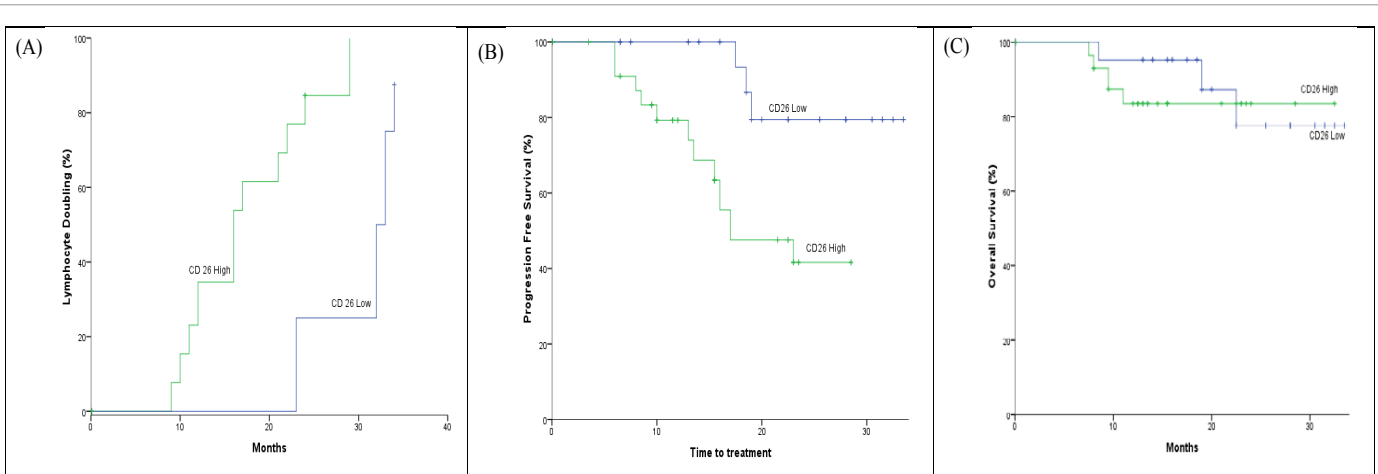 (A)
Lymphocyte Doubling (%)
100
80
60
40
20
0
CD 26 High
CD 26 Low
0 10 20 30 40
Months
(B)
Progression Free Survival (%)
100
80
60
40
20
0
CD26 Low
CD26 High
0 10 20 30
Time to treatment
(C)
Overall Survival (%)
100
80
60
40
20
0
CD26 High
CD26 Low
0 10 20 30
Months